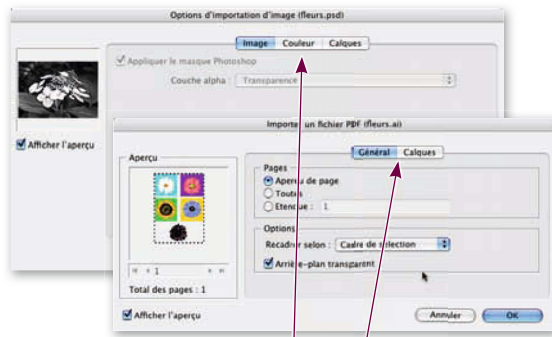 Options d'importation d'image (fleurs.psd)
Image Couleur Calques
Appliquer le masque Photoshop
Couche alpha : Transparence
Afficher l'aperçu
Importer un fichier PDF (fleurs.ai)
Général Calques
Aperçu
Pages
Aperçu de page
Toutes
Etendue : 1
Options
Recadrer selon : Cadre de sélection
Arrière-plan transparent
1
Total des pages : 1
Afficher l'aperçu
Annuler OK